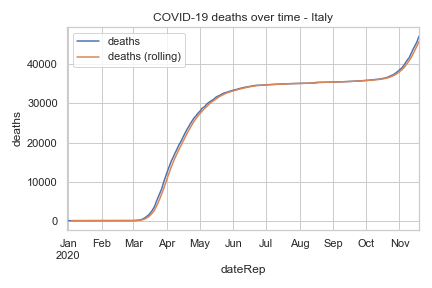 COVID-19 deaths over time - Italy
deaths
deaths (rolling)
deaths
40000
30000
20000
10000
0
Jan Feb Mar Apr May Jun Jul Aug Sep Oct Nov
2020
dateRep